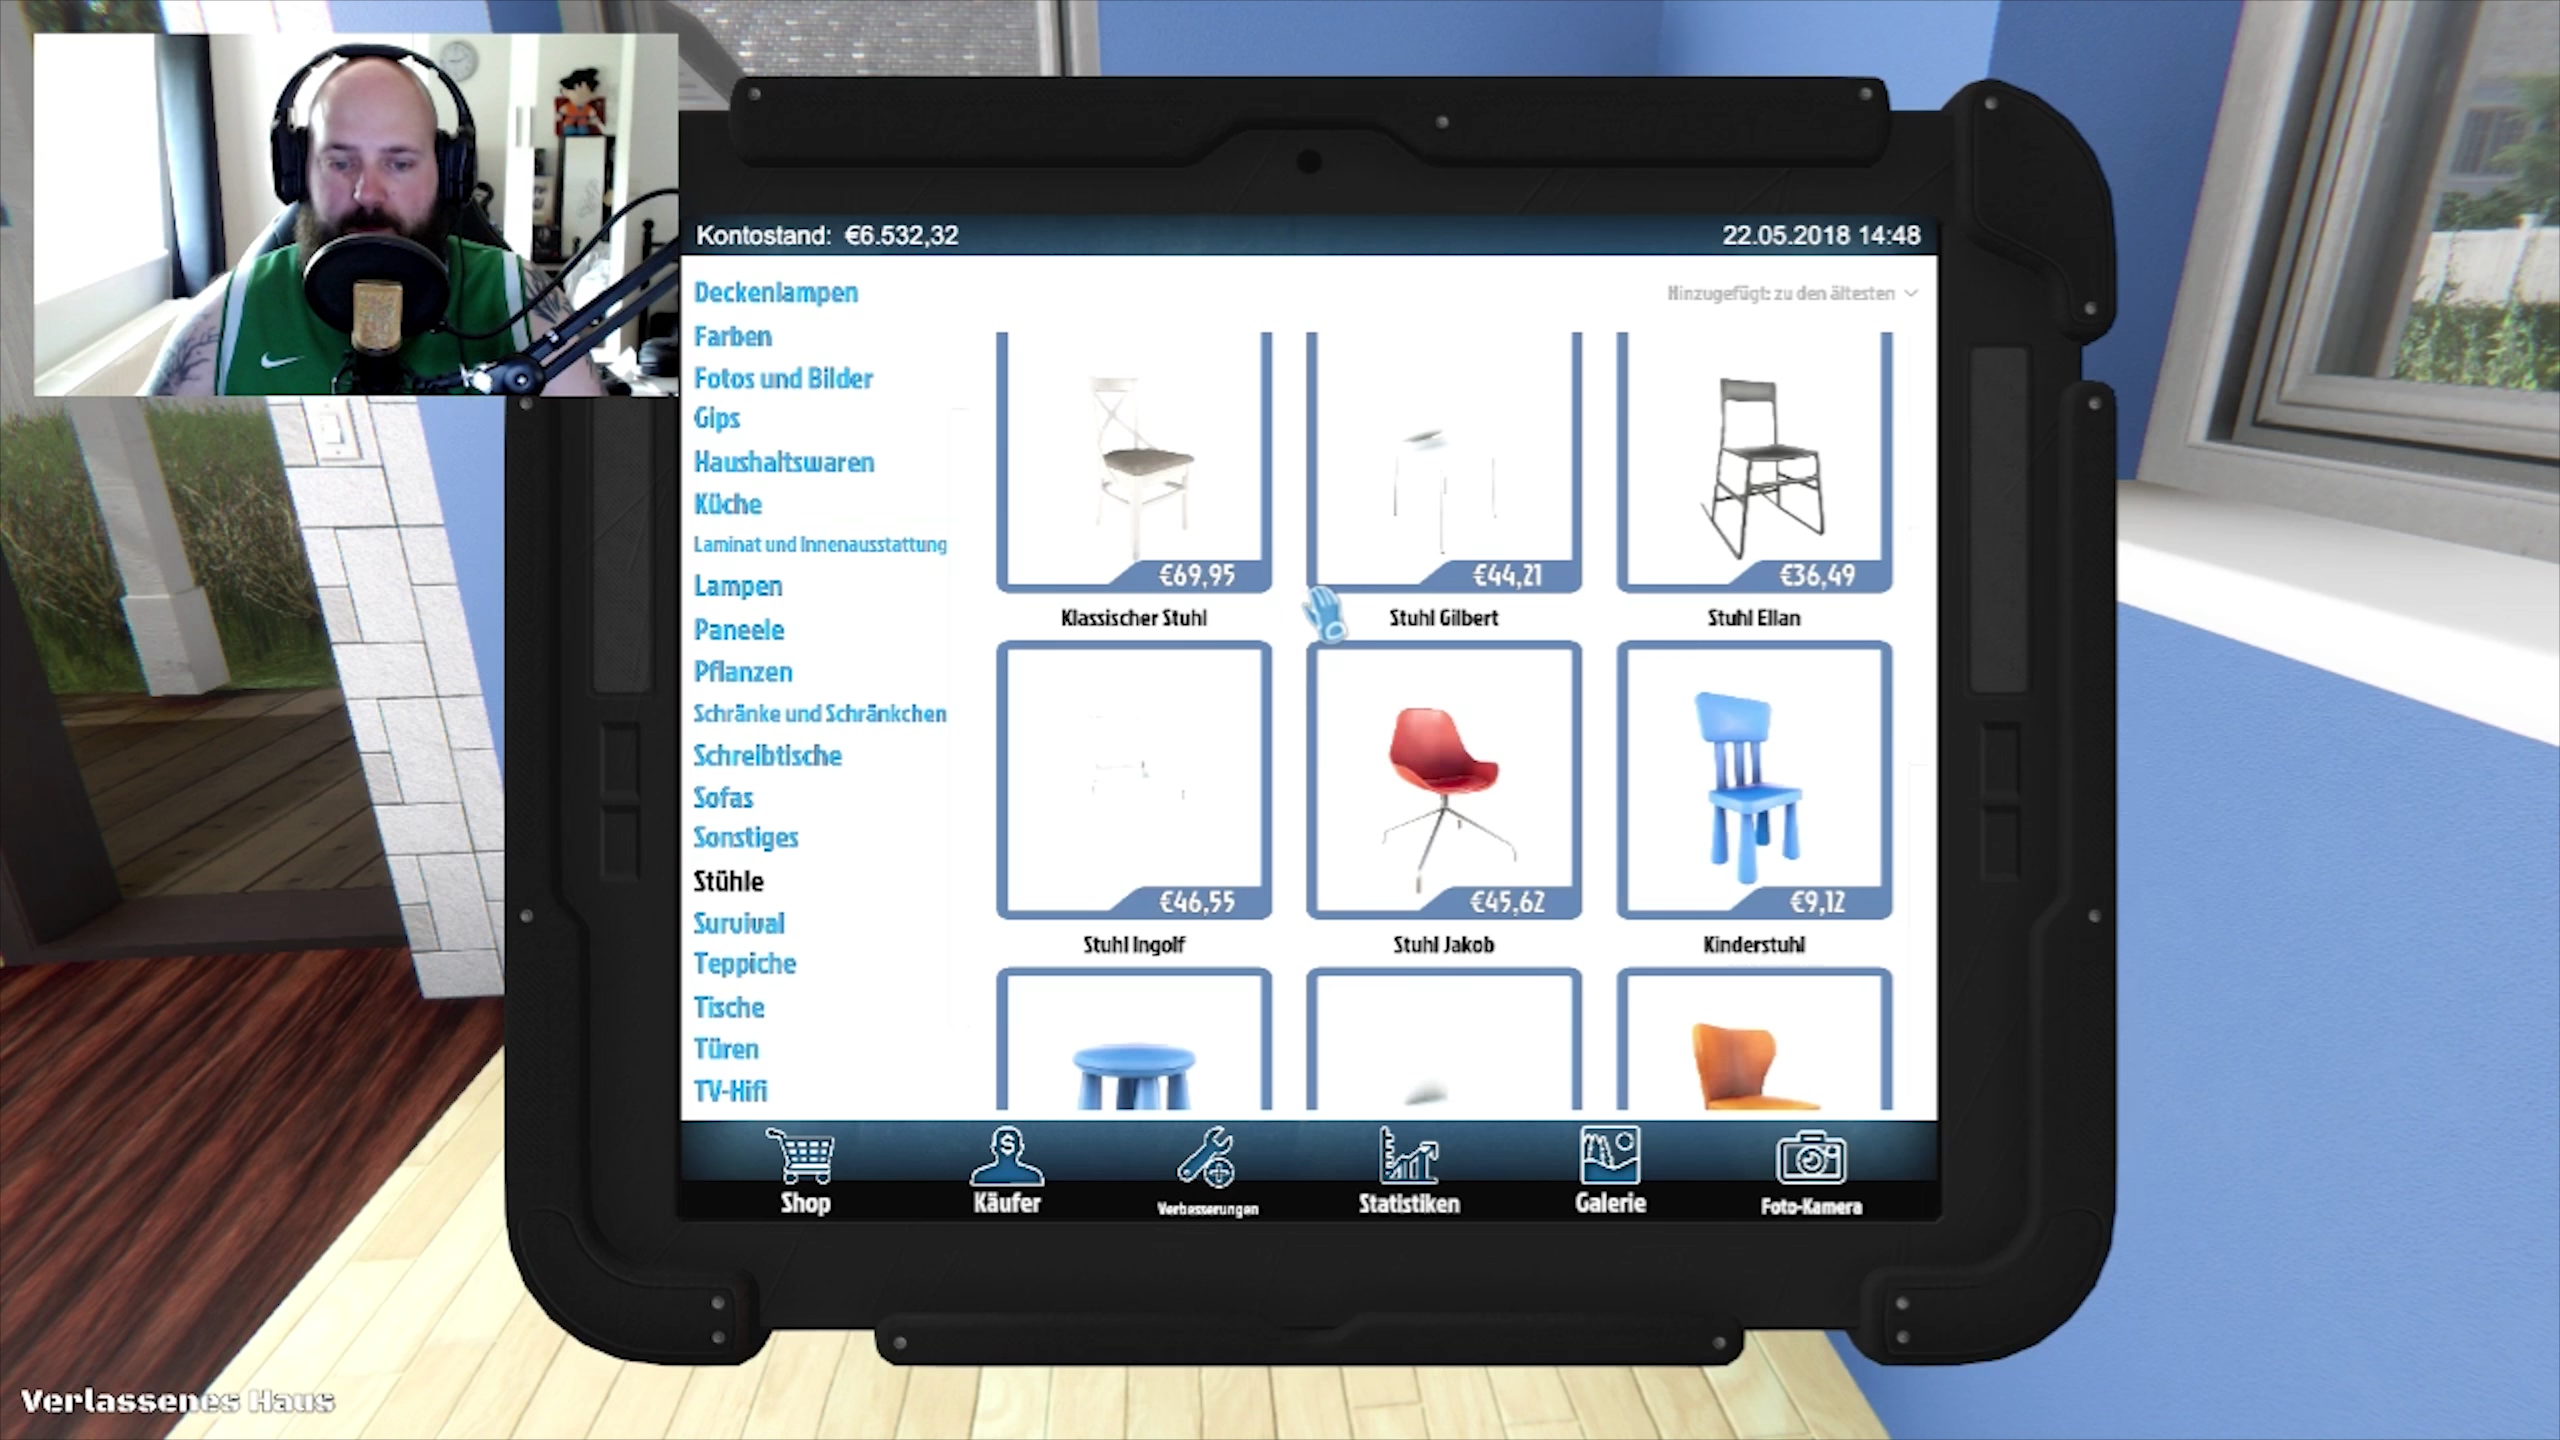 Kontostand: €6.532,32
22.05.2018 14:48
Hinzugefügt: zu den ältesten
Deckenlampen
Farben
Fotos und Bilder
Gips
Haushaltswaren
Küche
Laminat und Innenausstattung
Lampen
Paneele
Pflanzen
Schränke und Schränkchen
Schreibtische
Sofas
Sonstiges
Stühle
Survival
Teppiche
Tische
Türen
TV-Hifi
€69,95
€44,21
€36,49
Klassischer Stuhl
Stuhl Gilbert
Stuhl Ellan
€46,55
€45,62
€9,12
Stuhl Ingolf
Stuhl Jakob
Kinderstuhl
Shop
Käufer
Verbesserungen
Statistiken
Galerie
Foto-Kamera
Verlassenes Haus